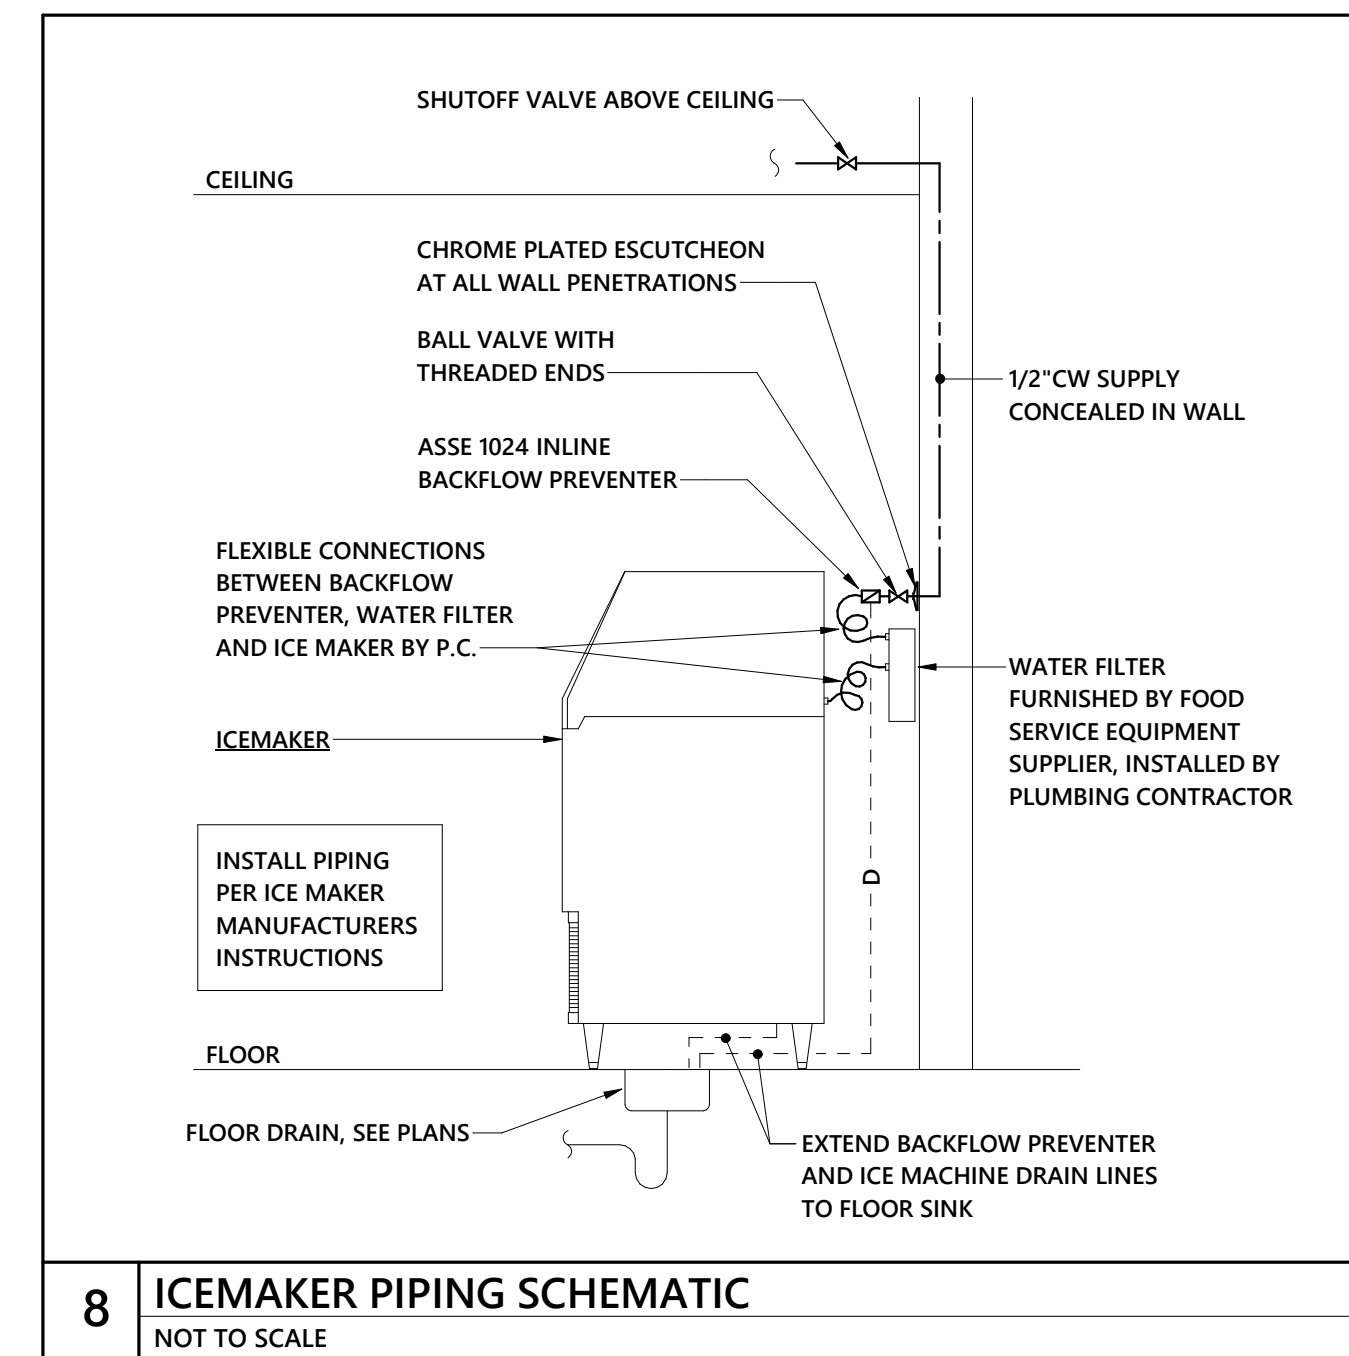 SHUTOFF VALVE ABOVE CEILING
CEILING
CHROME PLATED ESCUTCHEON
AT ALL WALL PENETRATIONS
BALL VALVE WITH
THREADED ENDS
1/2"CW SUPPLY
CONCEALED IN WALL
ASSE 1024 INLINE
BACKFLOW PREVENTER
FLEXIBLE CONNECTIONS
BETWEEN BACKFLOW
PREVENTER, WATER FILTER
AND ICE MAKER BY P.C.
WATER FILTER
FURNISHED BY FOOD
SERVICE EQUIPMENT
SUPPLIER, INSTALLED BY
PLUMBING CONTRACTOR
ICEMAKER
INSTALL PIPING
PER ICE MAKER
MANUFACTURERS
INSTRUCTIONS
D
FLOOR
FLOOR DRAIN, SEE PLANS
EXTEND BACKFLOW PREVENTER
AND ICE MACHINE DRAIN LINES
TO FLOOR SINK
8
ICEMAKER PIPING SCHEMATIC
NOT TO SCALE